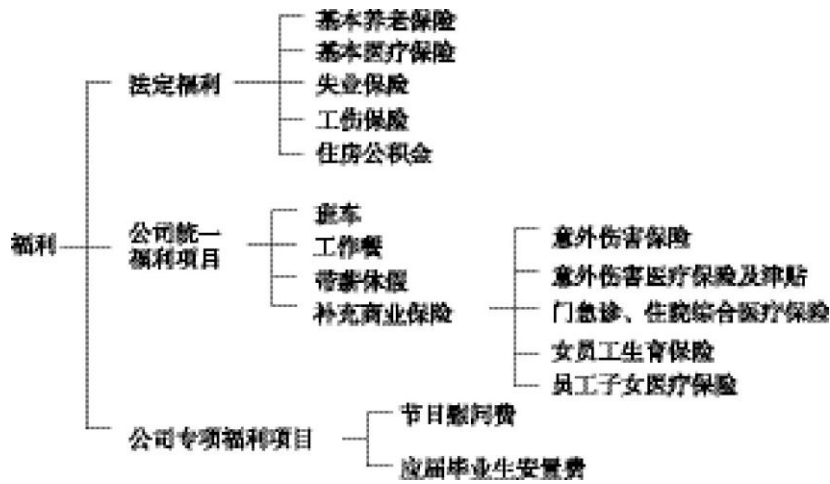 福利
法定福利
基本养老保险
基本医疗保险
失业保险
工伤保险
住房公积金
公司统一
福利项目
班车
工作餐
带薪休假
补充商业保险
意外伤害保险
意外伤害医疗保险及津贴
门急诊、住院综合医疗保险
女员工生育保险
员工子女医疗保险
公司专项福利项目
节日慰问费
应届毕业生安置费